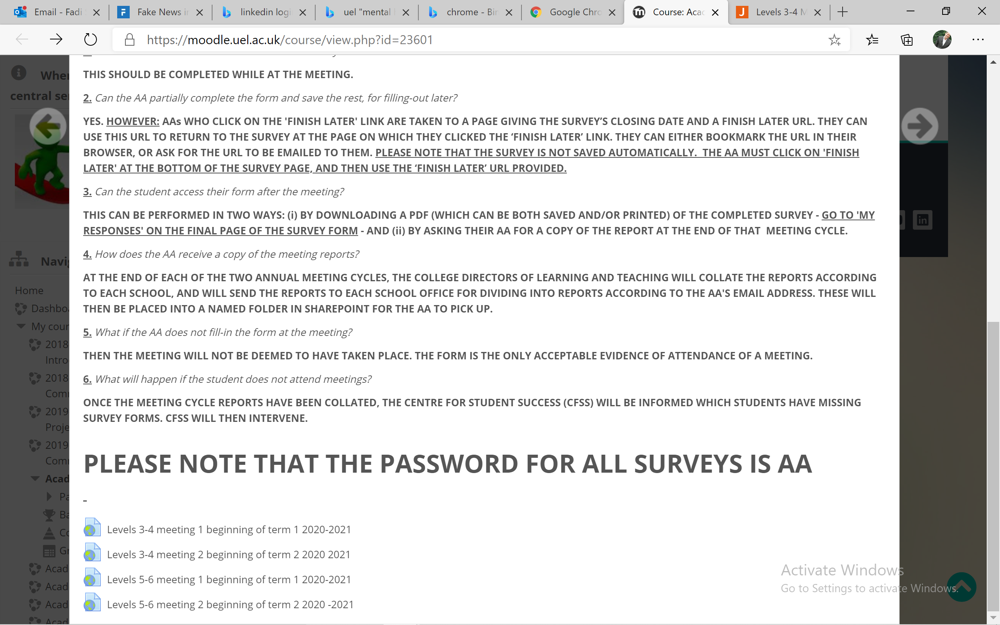 Email - Fadi
Fake News in
linkedin logi
uel "mental
chrome - Bin
Google Chro
Course: Acad
Levels 3-4 M
https://moodle.uel.ac.uk/course/view.php?id=23601
When
central ser
Navig
Home
Dashboa
My cour
2018
Intro
2018
Comm
2019
Proje
2019
Comm
Acad
Pa
Ba
Co
Gr
Acad
Acad
Acad
Acad
THIS SHOULD BE COMPLETED WHILE AT THE MEETING.
2. Can the AA partially complete the form and save the rest, for filling-out later?
YES. HOWEVER: AAs WHO CLICK ON THE 'FINISH LATER' LINK ARE TAKEN TO A PAGE GIVING THE SURVEY’S CLOSING DATE AND A FINISH LATER URL. THEY CAN
USE THIS URL TO RETURN TO THE SURVEY AT THE PAGE ON WHICH THEY CLICKED THE ‘FINISH LATER’ LINK. THEY CAN EITHER BOOKMARK THE URL IN THEIR
BROWSER, OR ASK FOR THE URL TO BE EMAILED TO THEM. PLEASE NOTE THAT THE SURVEY IS NOT SAVED AUTOMATICALLY.  THE AA MUST CLICK ON 'FINISH
LATER' AT THE BOTTOM OF THE SURVEY PAGE, AND THEN USE THE ‘FINISH LATER’ URL PROVIDED.
3. Can the student access their form after the meeting?
THIS CAN BE PERFORMED IN TWO WAYS: (i) BY DOWNLOADING A PDF (WHICH CAN BE BOTH SAVED AND/OR PRINTED) OF THE COMPLETED SURVEY - GO TO 'MY
RESPONSES' ON THE FINAL PAGE OF THE SURVEY FORM - AND (ii) BY ASKING THEIR AA FOR A COPY OF THE REPORT AT THE END OF THAT  MEETING CYCLE.
4. How does the AA receive a copy of the meeting reports?
AT THE END OF EACH OF THE TWO ANNUAL MEETING CYCLES, THE COLLEGE DIRECTORS OF LEARNING AND TEACHING WILL COLLATE THE REPORTS ACCORDING
TO EACH SCHOOL, AND WILL SEND THE REPORTS TO EACH SCHOOL OFFICE FOR DIVIDING INTO REPORTS ACCORDING TO THE AA'S EMAIL ADDRESS. THESE WILL
THEN BE PLACED INTO A NAMED FOLDER IN SHAREPOINT FOR THE AA TO PICK UP.
5. What if the AA does not fill-in the form at the meeting?
THEN THE MEETING WILL NOT BE DEEMED TO HAVE TAKEN PLACE. THE FORM IS THE ONLY ACCEPTABLE EVIDENCE OF ATTENDANCE OF A MEETING.
6. What will happen if the student does not attend meetings?
ONCE THE MEETING CYCLE REPORTS HAVE BEEN COLLATED, THE CENTRE FOR STUDENT SUCCESS (CFSS) WILL BE INFORMED WHICH STUDENTS HAVE MISSING
SURVEY FORMS. CFSS WILL THEN INTERVENE.
PLEASE NOTE THAT THE PASSWORD FOR ALL SURVEYS IS AA
-
Levels 3-4 meeting 1 beginning of term 1 2020-2021
Levels 3-4 meeting 2 beginning of term 2 2020 2021
Levels 5-6 meeting 1 beginning of term 1 2020-2021
Levels 5-6 meeting 2 beginning of term 2 2020 -2021
in
Activate Windows
Go to Settings to activate Windows.